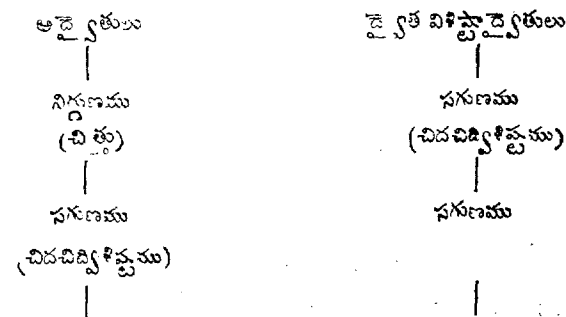 అద్వైతులు
ద్వైత విశిష్టాద్వైతులు
నిర్గుణము
(చిత్తు)
సగుణము
(చిదచిద్విశిష్టము)
సగుణము
(చిదచిద్విశిష్టము)
సగుణము